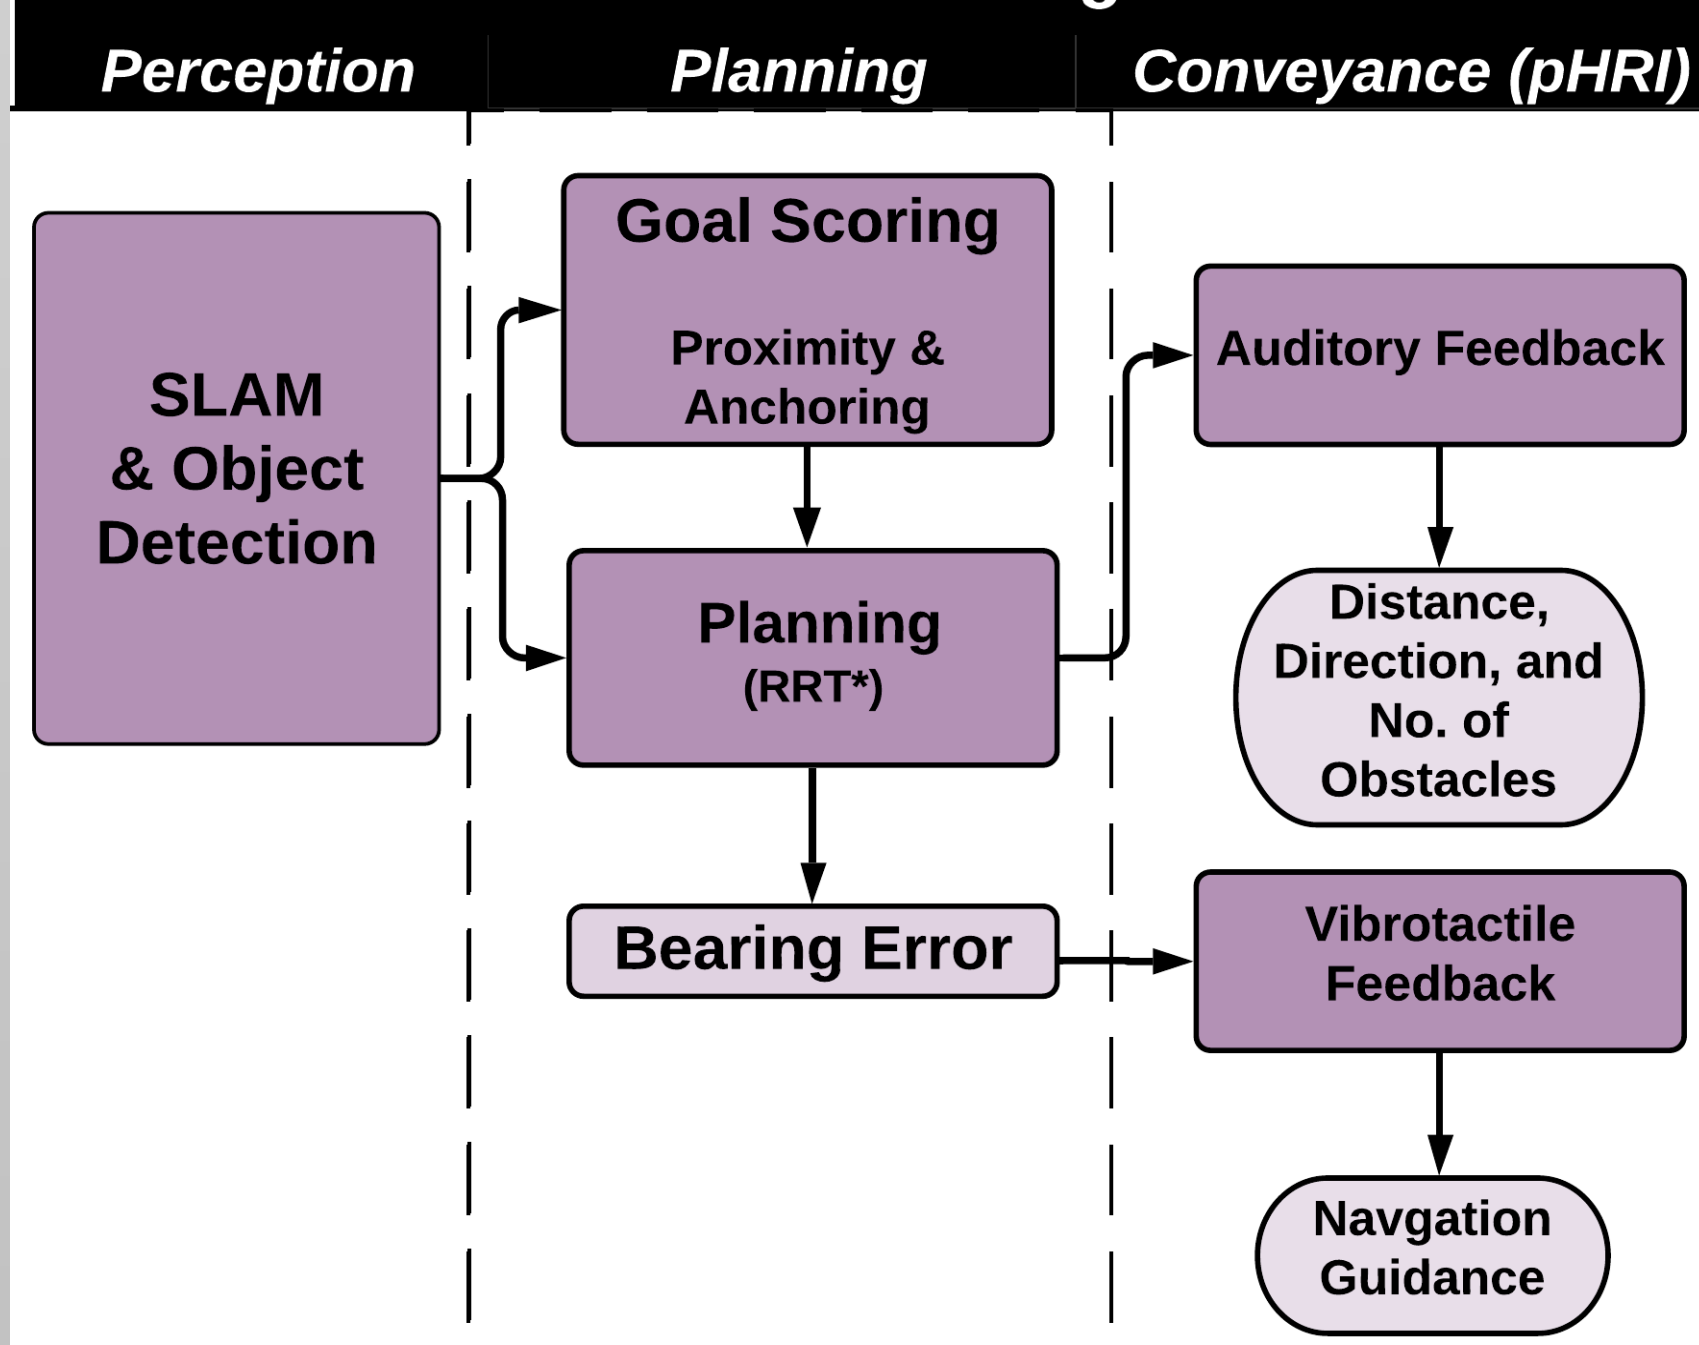 Perception
Planning
Conveyance (pHRI)
SLAM
& Object
Detection
Goal Scoring
Proximity &
Anchoring
Planning
(RRT*)
Bearing Error
Auditory Feedback
Distance,
Direction, and
No. of
Obstacles
Vibrotactile
Feedback
Navgation
Guidance